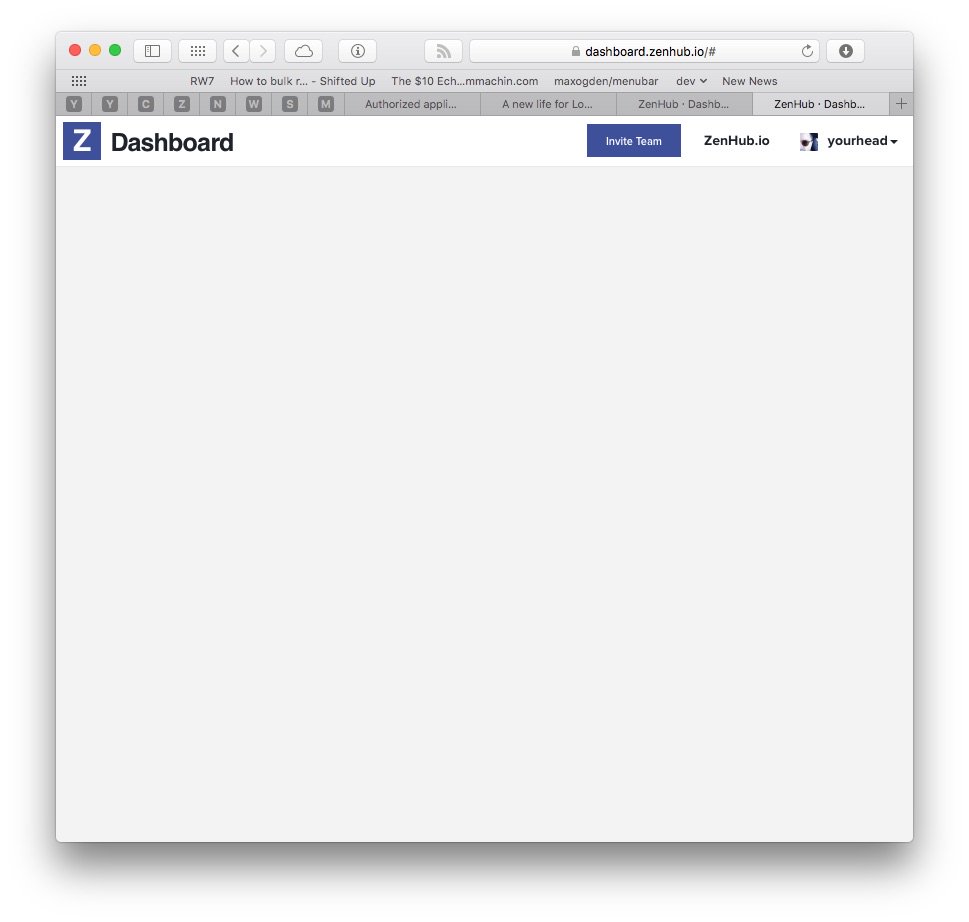 dashboard.zenhub.io/#
RW7 How to bulk r... - Shifted Up The $10 Ech...mmachin.com maxogden/menubar dev New News
Y Y C Z N W S M Authorized appli... A new life for Lo... ZenHub · Dashb... ZenHub · Dashb... +
Z Dashboard Invite Team ZenHub.io yourhead